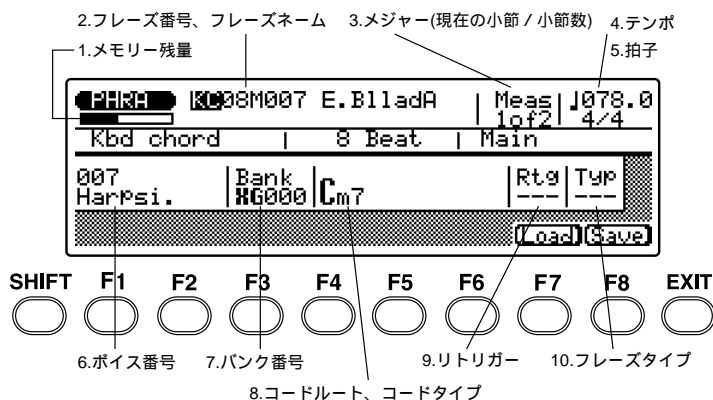 2.フレーズ番号、フレーズネーム 3.メジャー(現在の小節 / 小節数) 4.テンポ
1.メモリー残量 5.拍子
PHRA KC08M007 E.BlladA Meas ♩078.0
1of2 4/4
Kbd chord 8 Beat Main
007 Bank Cm7 Rtg Typ
Harpsi. XG000 --- ---
Load Save
SHIFT F1 F2 F3 F4 F5 F6 F7 F8 EXIT
6.ボイス番号 7.バンク番号 9.リトリガー 10.フレーズタイプ
8.コードルート、コードタイプ